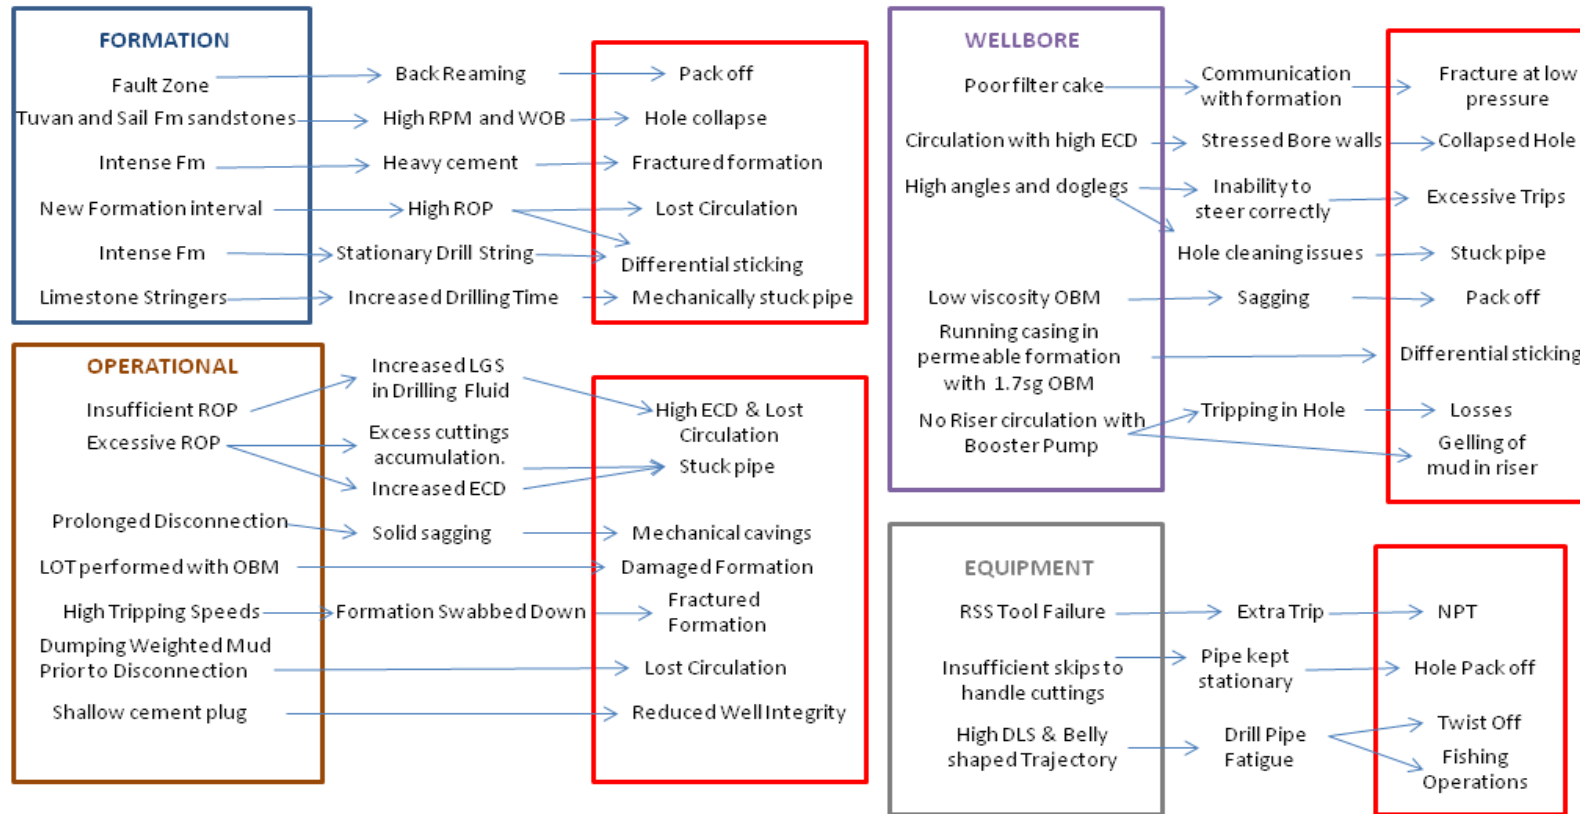 FORMATION
Fault Zone
Back Reaming
Pack off
Tuvan and Sail Fm sandstones
High RPM and WOB
Hole collapse
Intense Fm
Heavy cement
Fractured formation
New Formation interval
High ROP
Lost Circulation
Intense Fm
Stationary Drill String
Differential sticking
Limestone Stringers
Increased Drilling Time
Mechanically stuck pipe
OPERATIONAL
Insufficient ROP
Increased LGS
in Drilling Fluid
High ECD & Lost
Circulation
Excessive ROP
Excess cuttings
accumulation.
Increased ECD
Stuck pipe
Prolonged Disconnection
Solid sagging
Mechanical cavings
LOT performed with OBM
Damaged Formation
High Tripping Speeds
Formation Swabbed Down
Fractured
Formation
Dumping Weighted Mud
Prior to Disconnection
Lost Circulation
Shallow cement plug
Reduced Well Integrity
WELLBORE
Poor filter cake
Communication
with formation
Fracture at low
pressure
Circulation with high ECD
Stressed Bore walls
Collapsed Hole
High angles and doglegs
Inability to
steer correctly
Excessive Trips
Hole cleaning issues
Stuck pipe
Low viscosity OBM
Sagging
Pack off
Running casing in
permeable formation
with 1.7sg OBM
Differential sticking
No Riser circulation with
Booster Pump
Tripping in Hole
Losses
Gelling of
mud in riser
EQUIPMENT
RSS Tool Failure
Extra Trip
NPT
Insufficient skips to
handle cuttings
Pipe kept
stationary
Hole Pack off
High DLS & Belly
shaped Trajectory
Drill Pipe
Fatigue
Twist Off
Fishing
Operations